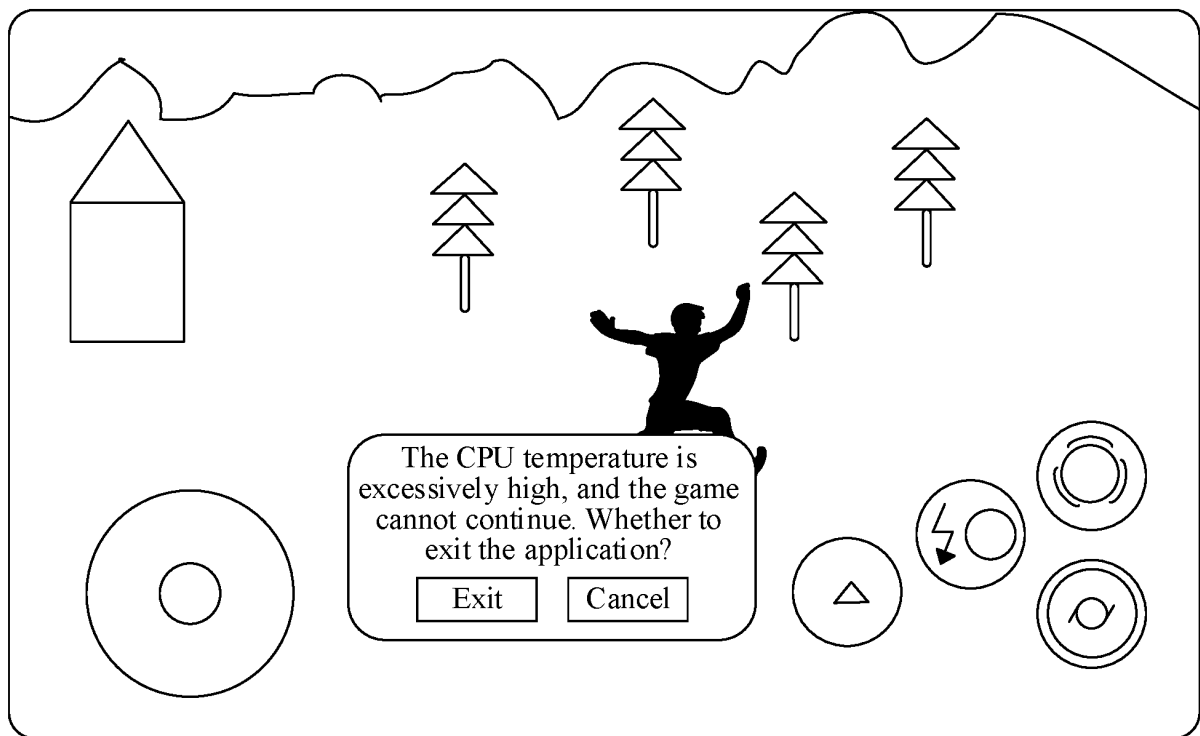 The CPU temperature is
excessively high, and the game
cannot continue. Whether to
exit the application?
Exit
Cancel